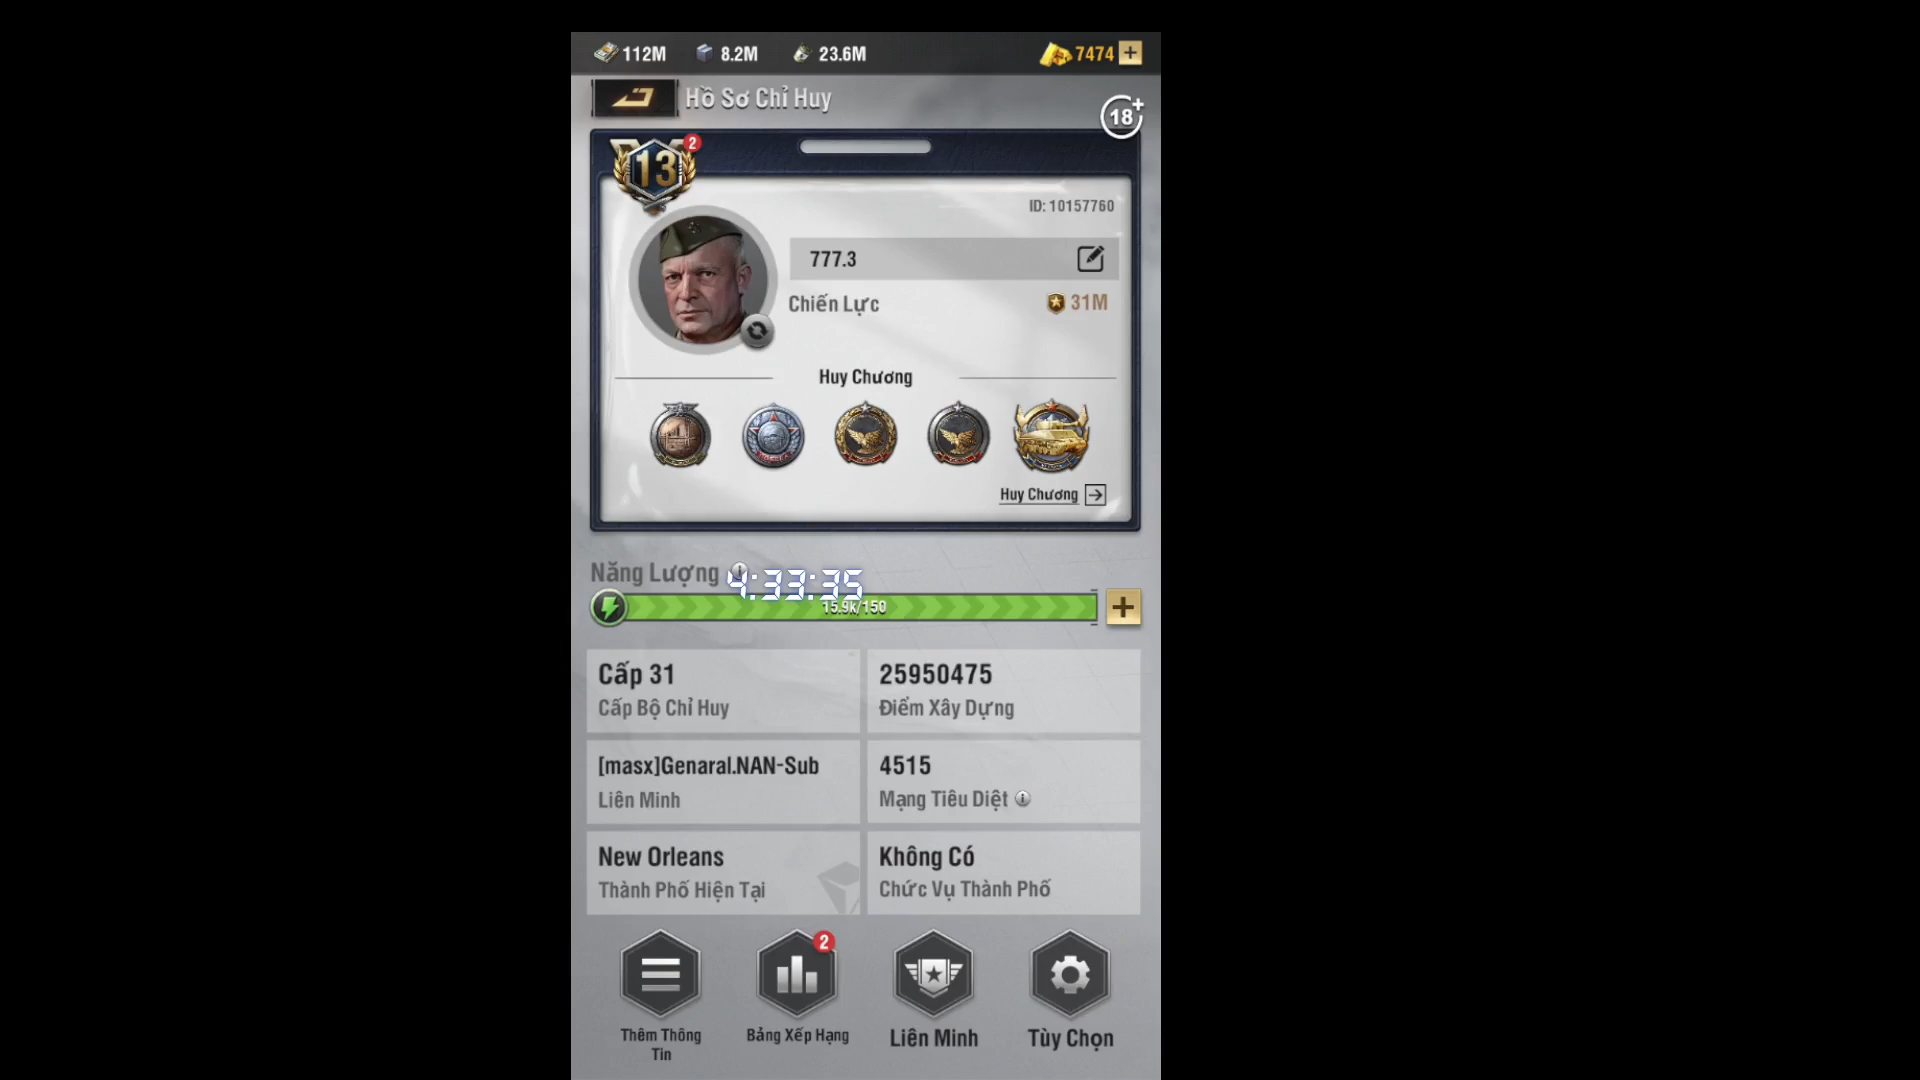 112M 8.2M 23.6M 7474
Hồ Sơ Chỉ Huy
18+
13
2
ID: 10157760
777.3
Chiến Lực 31M
Huy Chương
Huy Chương
Năng Lượng
4:33:35
15.9k/150
Cấp 31
Cấp Bộ Chỉ Huy
25950475
Điểm Xây Dựng
[masx]Genaral.NAN-Sub
Liên Minh
4515
Mạng Tiêu Diệt
New Orleans
Thành Phố Hiện Tại
Không Có
Chức Vụ Thành Phố
2
Thêm Thông
Tin
Bảng Xếp Hạng
Liên Minh
Tùy Chọn